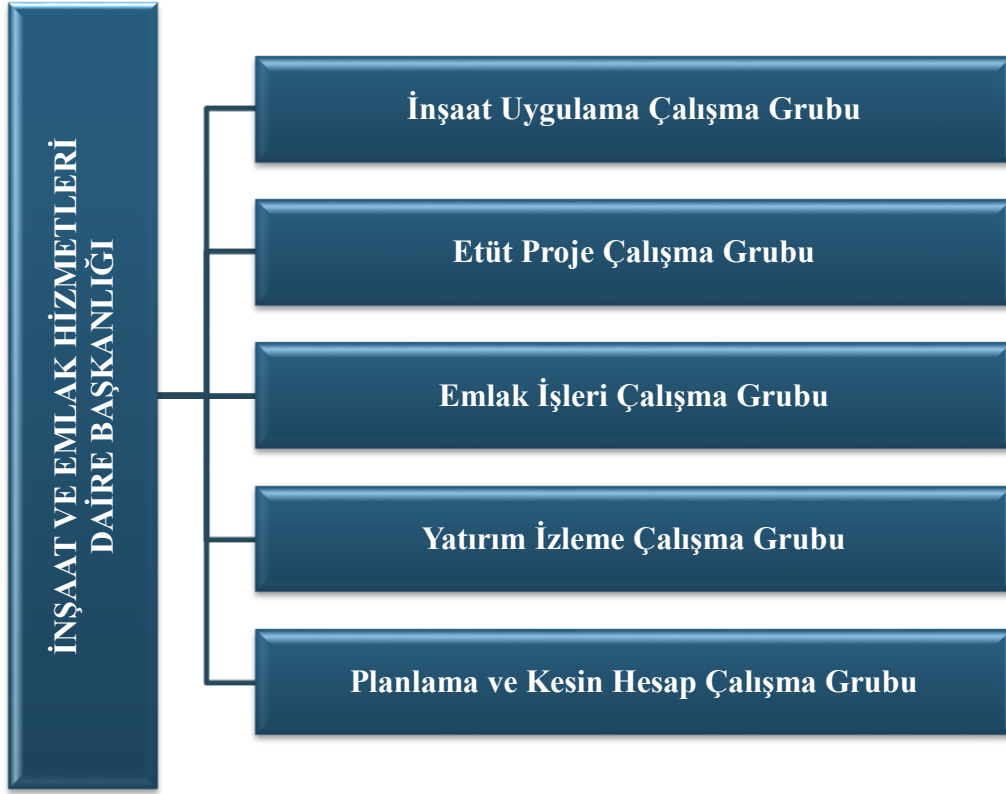 İNŞAAT VE EMLAK HİZMETLERİ
DAİRE BAŞKANLIĞI
İnşaat Uygulama Çalışma Grubu
Etüt Proje Çalışma Grubu
Emlak İşleri Çalışma Grubu
Yatırım İzleme Çalışma Grubu
Planlama ve Kesin Hesap Çalışma Grubu